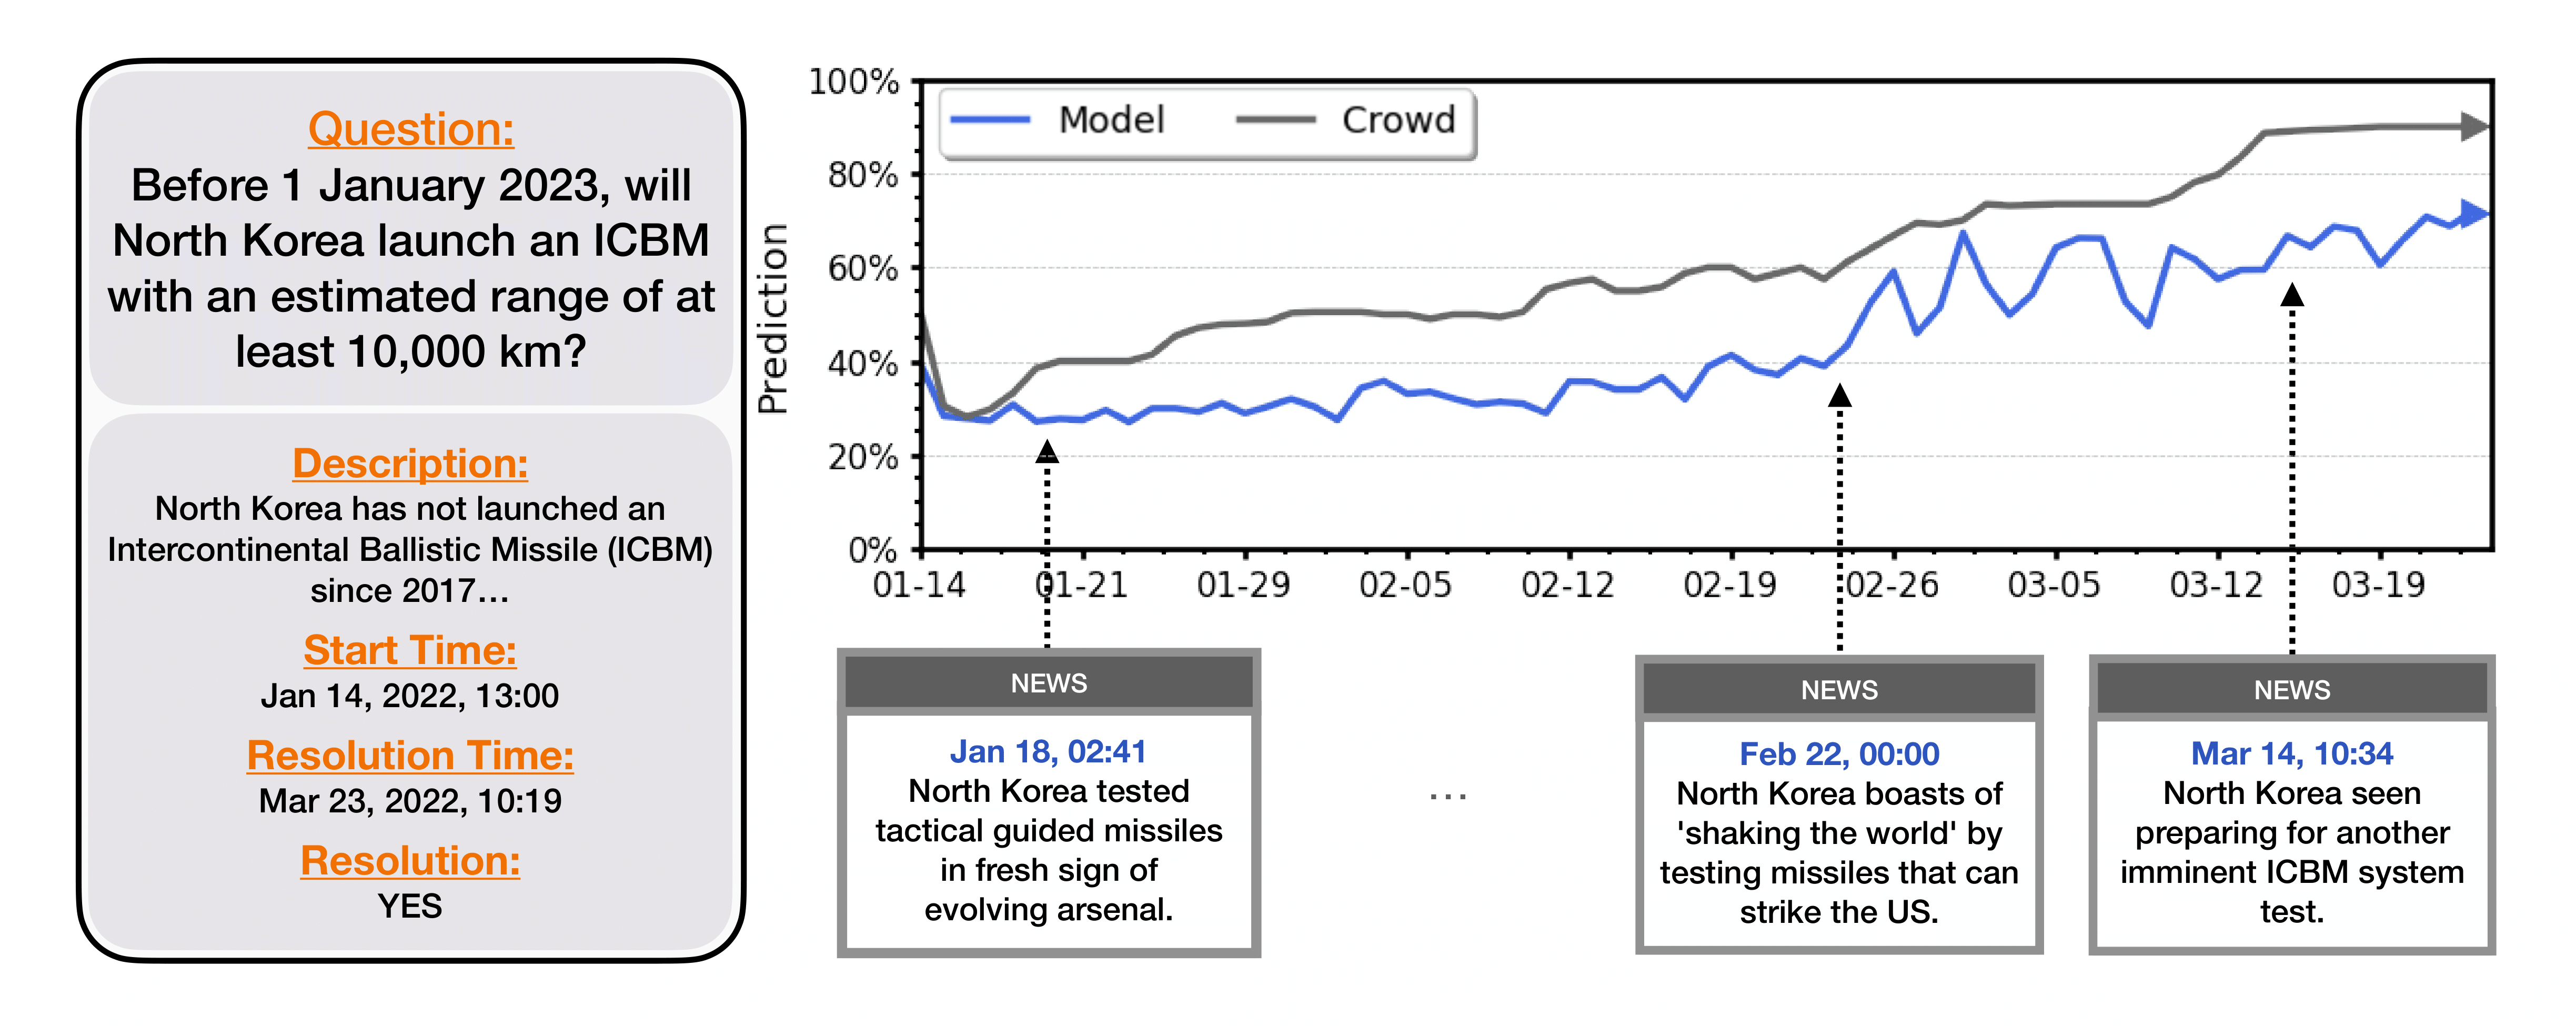 Question:
Before 1 January 2023, will
North Korea launch an ICBM
with an estimated range of at
least 10,000 km?
Description:
North Korea has not launched an
Intercontinental Ballistic Missile (ICBM)
since 2017...
Start Time:
Jan 14, 2022, 13:00
Resolution Time:
Mar 23, 2022, 10:19
Resolution:
YES
Prediction
100%
80%
60%
40%
20%
0%
Model Crowd
01-14 01-21 01-29 02-05 02-12 02-19 02-26 03-05 03-12 03-19
NEWS
Jan 18, 02:41
North Korea tested
tactical guided missiles
in fresh sign of
evolving arsenal.
...
NEWS
Feb 22, 00:00
North Korea boasts of
'shaking the world' by
testing missiles that can
strike the US.
NEWS
Mar 14, 10:34
North Korea seen
preparing for another
imminent ICBM system
test.